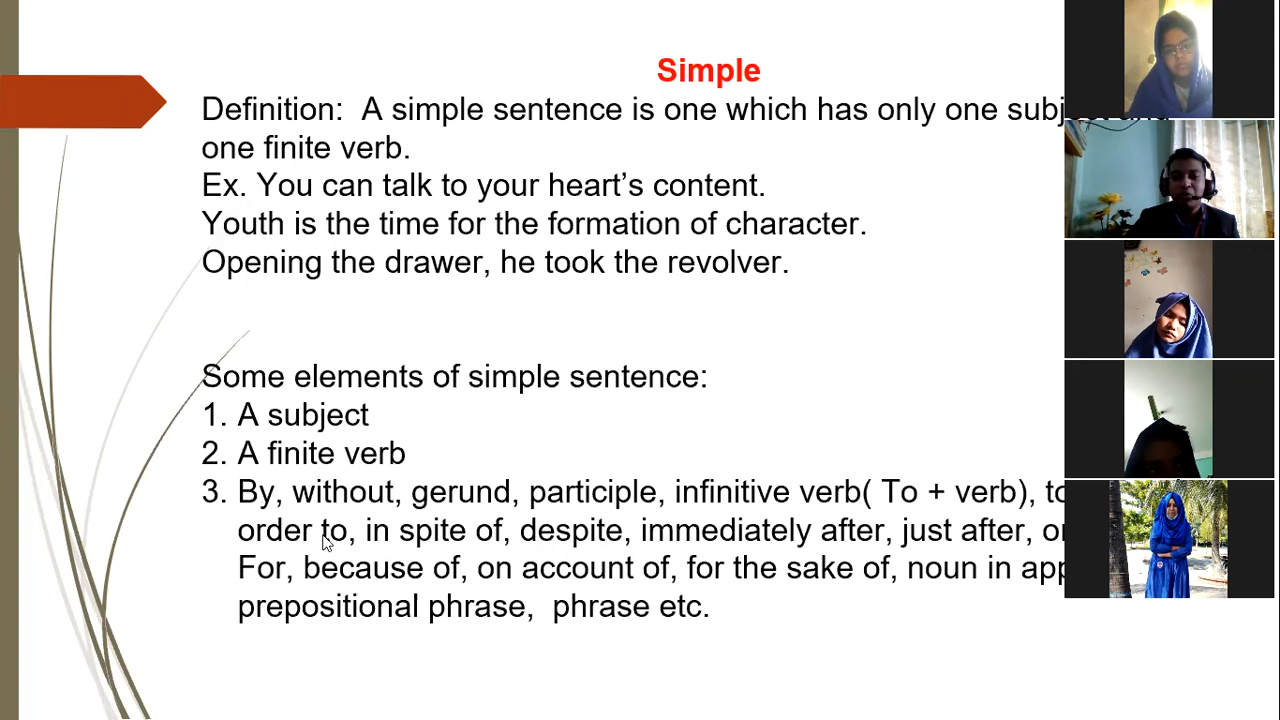 Simple
Definition: A simple sentence is one which has only one
one finite verb.
Ex. You can talk to your heart’s content.
Youth is the time for the formation of character.
Opening the drawer, he took the revolver.
Some elements of simple sentence:
1. A subject
2. A finite verb
3. By, without, gerund, participle, infinitive verb( To + verb),
order to, in spite of, despite, immediately after, just after,
For, because of, on account of, for the sake of, noun in
prepositional phrase, phrase etc.